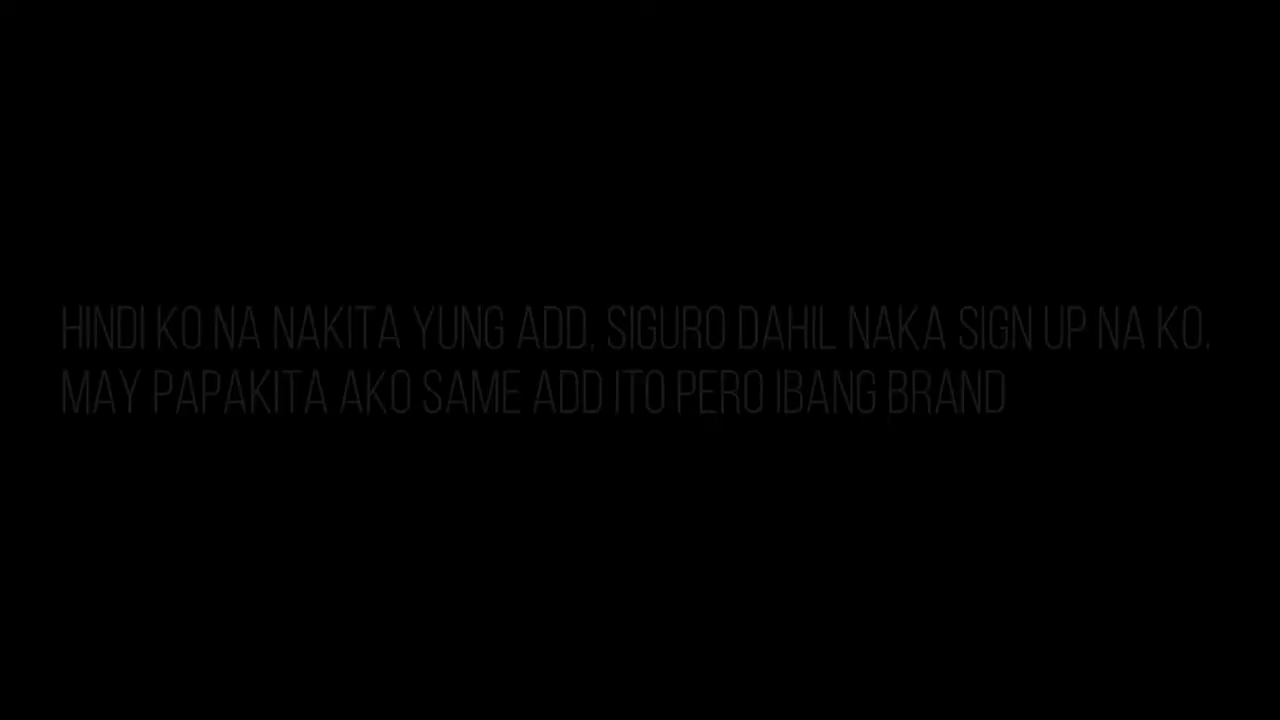 HINDI KO NA NAKITA YUNG ADD, SIGURO DAHIL NAKA SIGN UP NA KO.
MAY PAPAKITA AKO SAME ADD ITO PERO IBANG BRAND